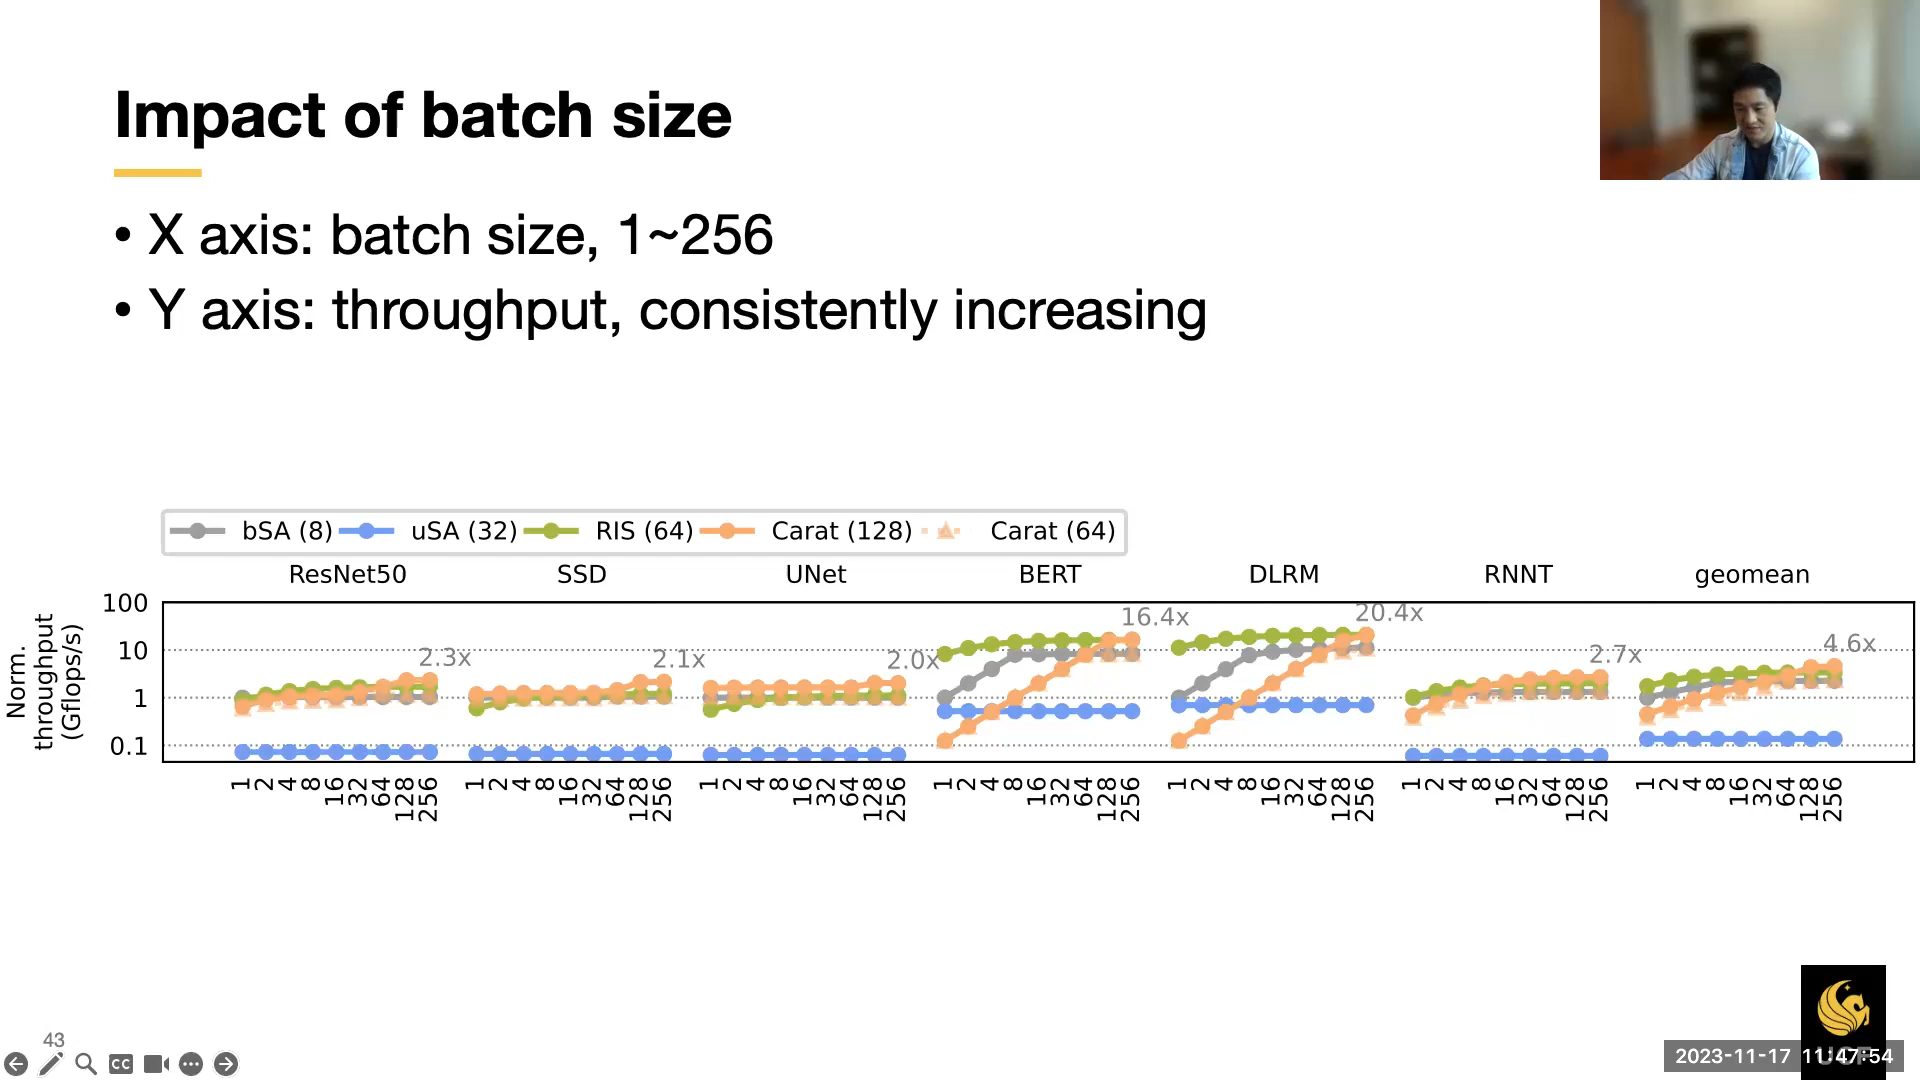 Impact of batch size
• X axis: batch size, 1~256
• Y axis: throughput, consistently increasing
bSA (8) uSA (32) RIS (64) Carat (128) Carat (64)
ResNet50 SSD UNet BERT DLRM RNNT geomean
Norm.
throughput
(Gflops/s)
100
10
1
0.1
2.3x 2.1x 2.0x 16.4x 20.4x 2.7x 4.6x
1 2 4 8 16 32 64 128 256 1 2 4 8 16 32 64 128 256 1 2 4 8 16 32 64 128 256 1 2 4 8 16 32 64 128 256 1 2 4 8 16 32 64 128 256 1 2 4 8 16 32 64 128 256 1 2 4 8 16 32 64 128 256
43
CC
UCF
2023-11-17 11:47:54